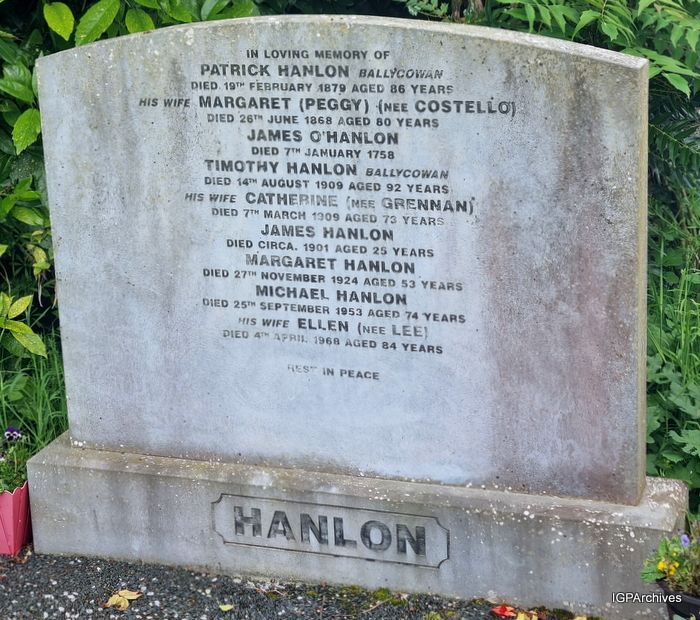 IN LOVING MEMORY OF
PATRICK HANLON BALLYCOWAN
DIED 19TH FEBRUARY 1879 AGED 86 YEARS
HIS WIFE MARGARET (PEGGY) (NEE COSTELLO)
DIED 26TH JUNE 1868 AGED 80 YEARS
JAMES O'HANLON
DIED 7TH JANUARY 1758
TIMOTHY HANLON BALLYCOWAN
DIED 14TH AUGUST 1909 AGED 92 YEARS
HIS WIFE CATHERINE (NEE GRENNAN)
DIED 7TH MARCH 1909 AGED 73 YEARS
JAMES HANLON
DIED CIRCA. 1901 AGED 25 YEARS
MARGARET HANLON
DIED 27TH NOVEMBER 1924 AGED 53 YEARS
MICHAEL HANLON
DIED 25TH SEPTEMBER 1953 AGED 74 YEARS
HIS WIFE ELLEN (NEE LEE)
DIED 4TH APRIL 1968 AGED 84 YEARS
REST IN PEACE
HANLON
IGPArchives